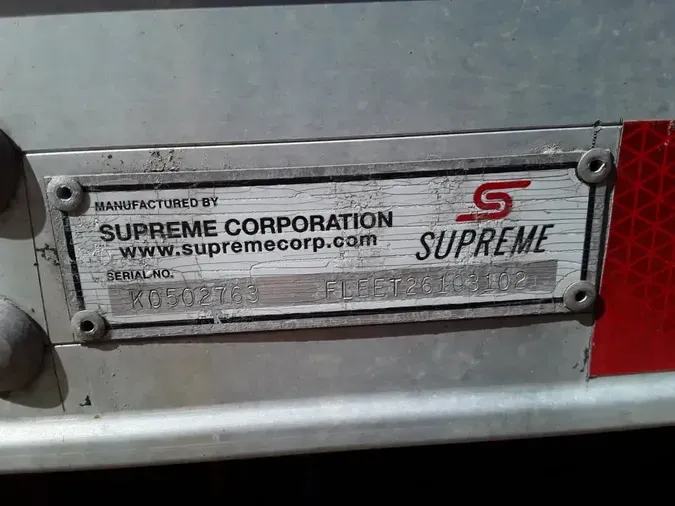 MANUFACTURED BY
SUPREME CORPORATION
www.supremecorp.com
SUPREME
SERIAL NO.
K0502763 FLEET26103102